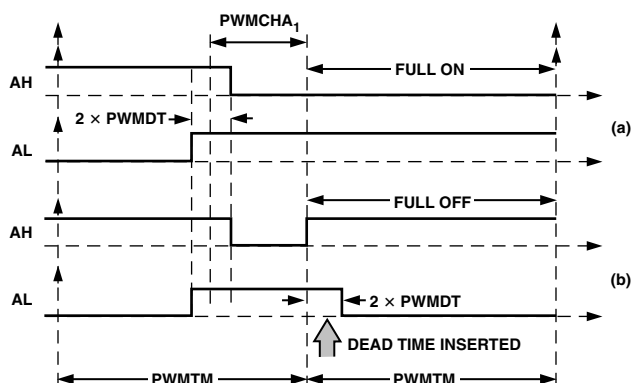 PWMCHA₁
FULL ON
AH
2 × PWMDT
(a)
AL
FULL OFF
AH
(b)
AL
2 × PWMDT
DEAD TIME INSERTED
PWMTM PWMTM